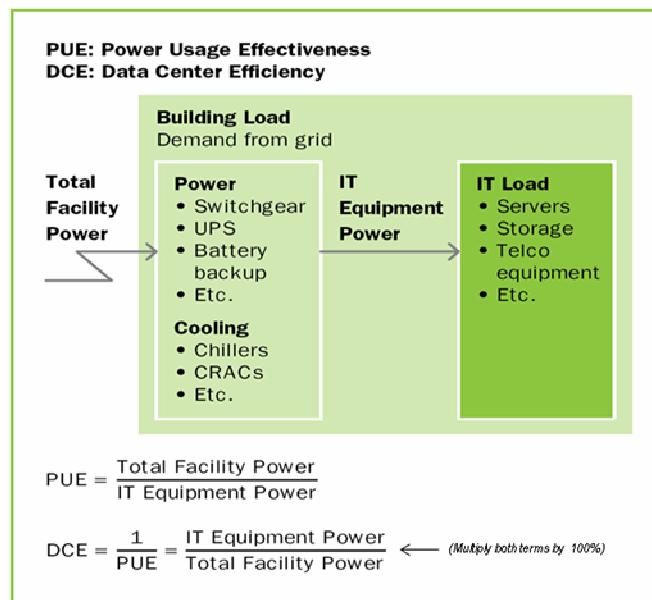 PUE: Power Usage Effectiveness
DCE: Data Center Efficiency
Building Load
Demand from grid
Total
Facility
Power
Power
• Switchgear
• UPS
• Battery
backup
• Etc.
Cooling
• Chillers
• CRACs
• Etc.
IT
Equipment
Power
IT Load
• Servers
• Storage
• Telco
equipment
• Etc.
PUE = Total Facility Power / IT Equipment Power
DCE = 1 / PUE = IT Equipment Power / Total Facility Power (Multiply both terms by 100%)